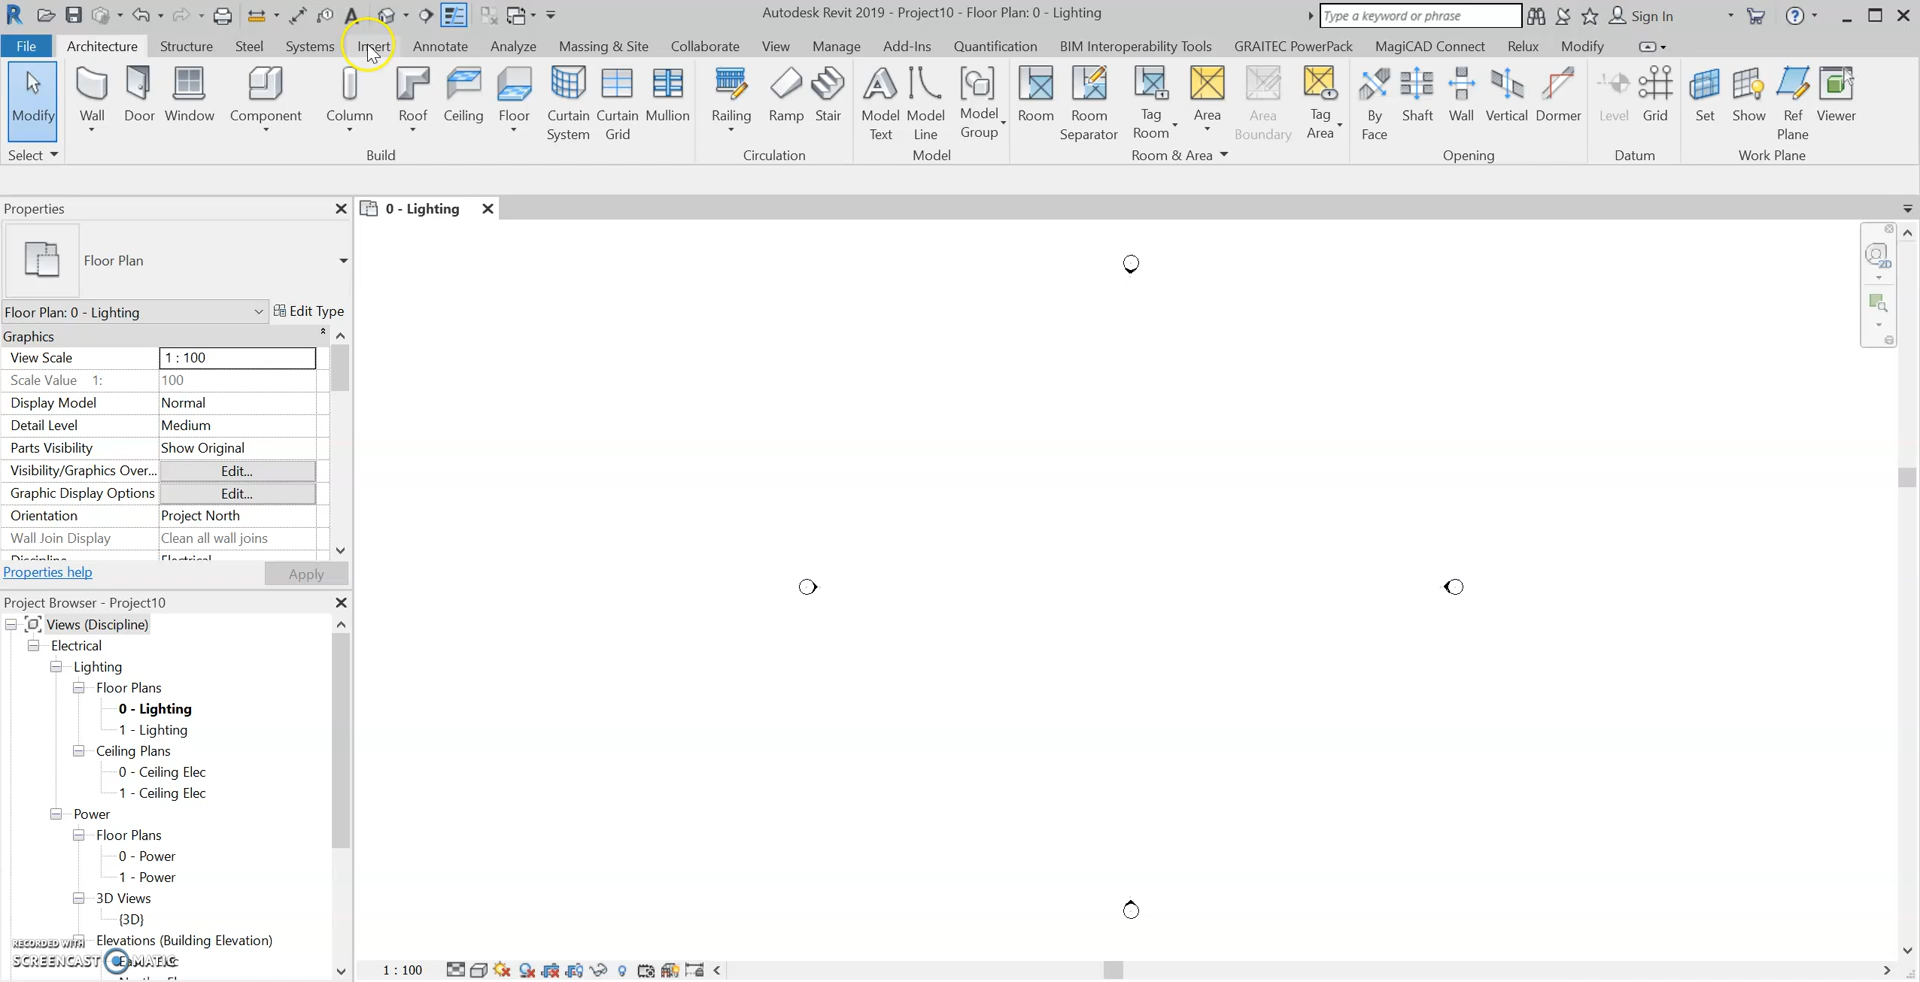 Autodesk Revit 2019 - Project10 - Floor Plan: 0 - Lighting
Type a keyword or phrase
Sign In
File Architecture Structure Steel Systems Insert Annotate Analyze Massing & Site Collaborate View Manage Add-Ins Quantification BIM Interoperability Tools GRAITEC PowerPack MagiCAD Connect Relux Modify
Modify Wall Door Window Component Column Roof Ceiling Floor Curtain System Curtain Grid Mullion Railing Ramp Stair Model Text Model Line Model Group Room Room Separator Tag Room Area Area Boundary Tag Area By Face Shaft Wall Vertical Dormer Level Grid Set Show Ref Plane Viewer
Select Build Circulation Model Room & Area Opening Datum Work Plane
Properties
0 - Lighting
2D
Floor Plan
Floor Plan: 0 - Lighting
Edit Type
Graphics
View Scale 1 : 100
Scale Value 1: 100
Display Model Normal
Detail Level Medium
Parts Visibility Show Original
Visibility/Graphics Over... Edit...
Graphic Display Options Edit...
Orientation Project North
Wall Join Display Clean all wall joins
Discipline Electrical
Properties help
Apply
Project Browser - Project10
Views (Discipline)
Electrical
Lighting
Floor Plans
0 - Lighting
1 - Lighting
Ceiling Plans
0 - Ceiling Elec
1 - Ceiling Elec
Power
Floor Plans
0 - Power
1 - Power
3D Views
{3D}
Elevations (Building Elevation)
RECORDED WITH
SCREENCAST MATIC
1 : 100